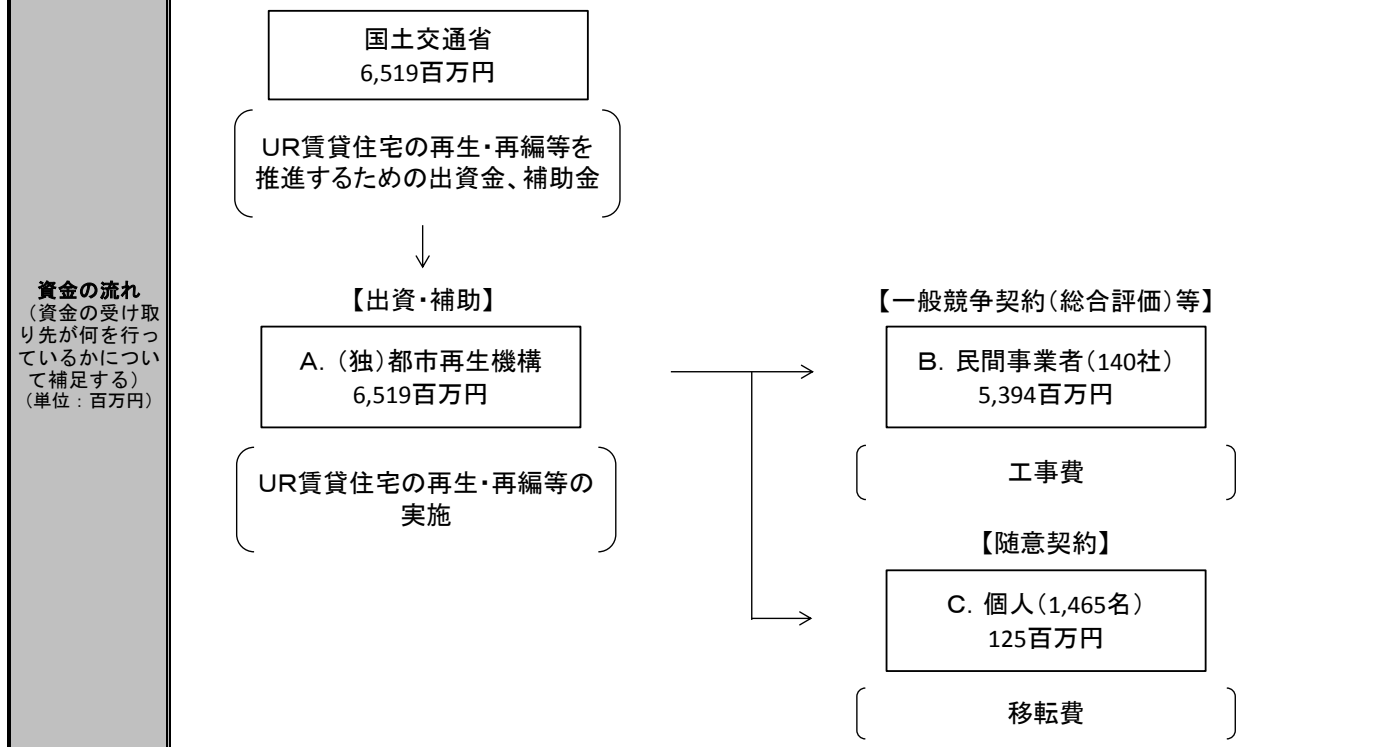 資金の流れ
（資金の受け取
り先が何を行っ
ているかについ
て補足する）
（単位：百万円）
国土交通省
6,519百万円
ＵＲ賃貸住宅の再生・再編等を
推進するための出資金、補助金
【出資・補助】
Ａ．（独）都市再生機構
6,519百万円
ＵＲ賃貸住宅の再生・再編等の
実施
【一般競争契約（総合評価）等】
Ｂ．民間事業者（140社）
5,394百万円
工事費
【随意契約】
Ｃ．個人（1,465名）
125百万円
移転費